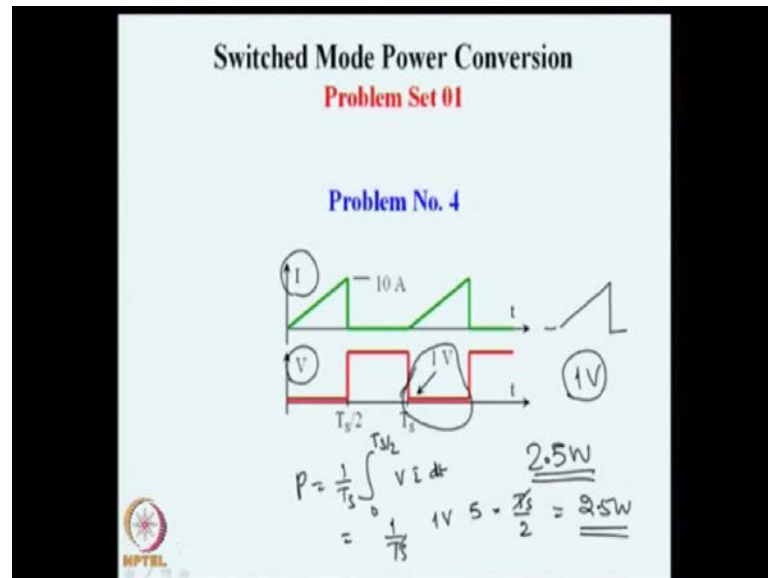 Switched Mode Power Conversion
Problem Set 01
Problem No. 4
I
10 A
t
V
1 V
t
1V
Ts/2
Ts
P = 1/Ts ∫₀^Ts/2 V i dt
2.5W
= 1/Ts 1V 5 · Ts/2 = 2.5W
NPTEL